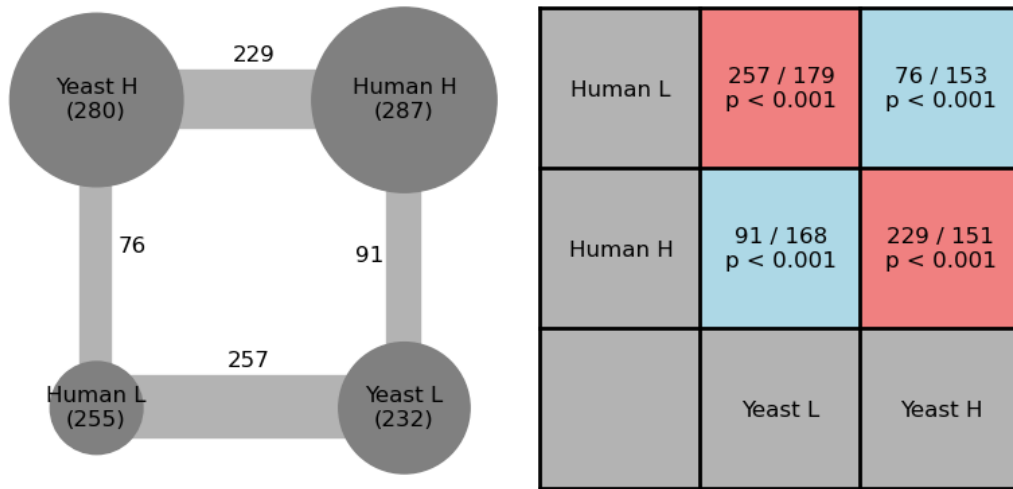 229
Yeast H
(280)
Human H
(287)
76
91
257
Human L
(255)
Yeast L
(232)
Human L
257 / 179
p < 0.001
76 / 153
p < 0.001
Human H
91 / 168
p < 0.001
229 / 151
p < 0.001
Yeast L
Yeast H